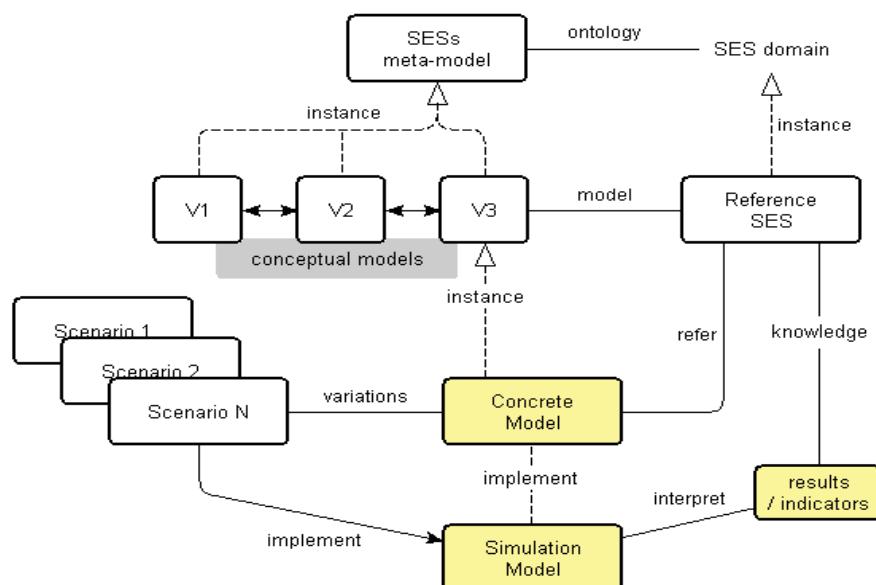 SESs
meta-model
ontology
SES domain
instance
instance
V1
V2
V3
model
Reference
SES
conceptual models
instance
Scenario 1
Scenario 2
Scenario N
variations
Concrete
Model
refer
knowledge
implement
results
/ indicators
interpret
implement
Simulation
Model